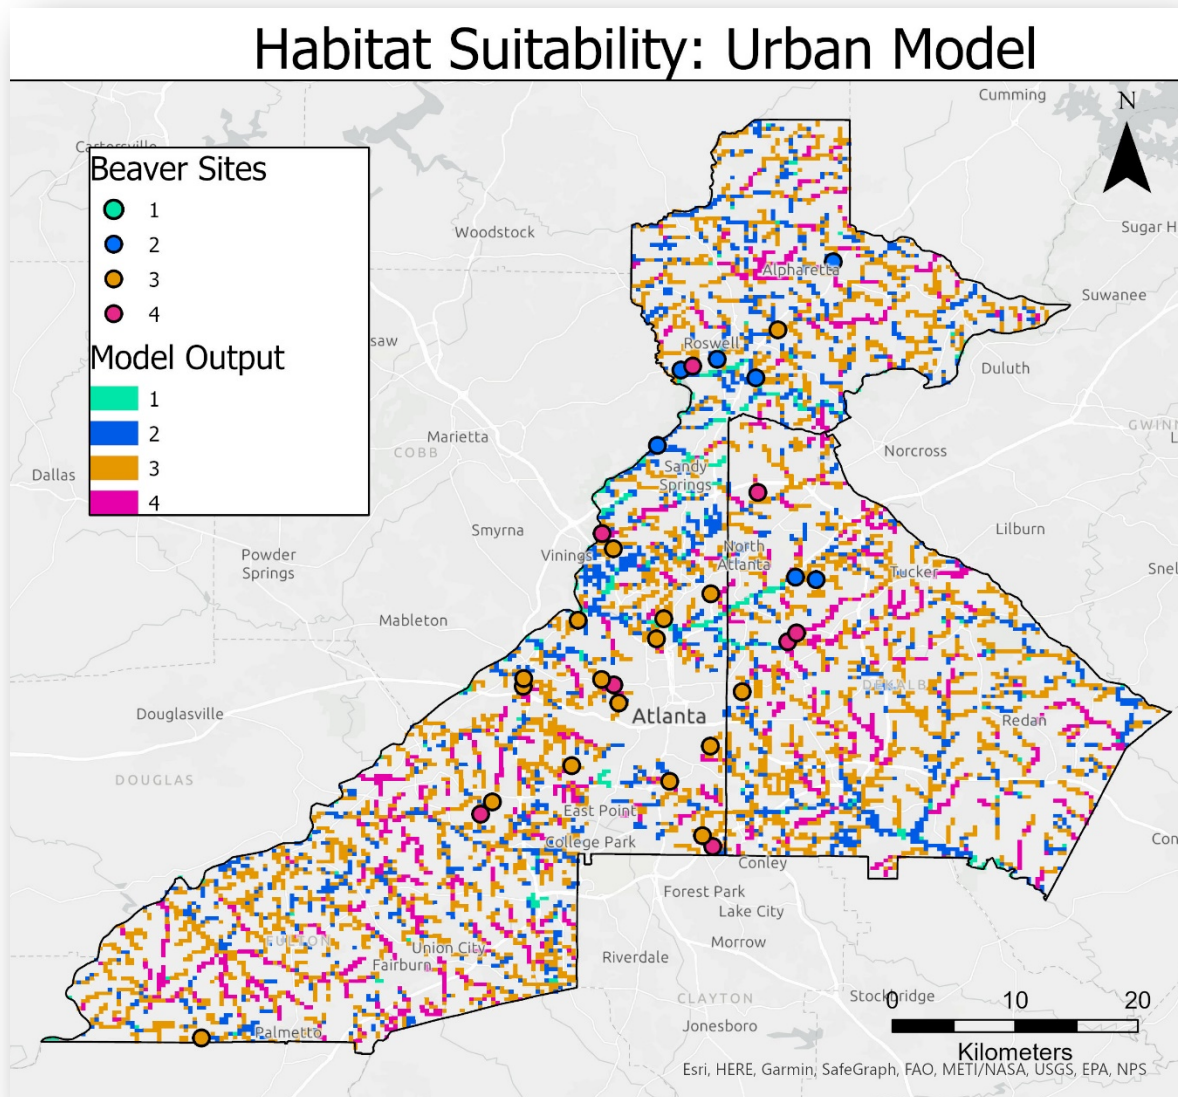 Habitat Suitability: Urban Model
Cumming
N
Cartersville
Beaver Sites
1
2
3
4
Model Output
1
2
3
4
Woodstock
Sugar H
Alpharetta
Suwanee
saw
Roswell
Duluth
Marietta
COBB
GWINN
L
Norcross
Dallas
Sandy
Springs
Smyrna
Lilburn
Vinings
North
Atlanta
Powder
Springs
Tucker
Snel
Mableton
DEKALB
Douglasville
Atlanta
Redan
DOUGLAS
East Point
College Park
Con
Conley
Forest Park
Lake City
FULTON
Union City
Morrow
Fairburn
Riverdale
CLAYTON
Stockbridge
0 10 20
Jonesboro
Palmetto
Kilometers
Esri, HERE, Garmin, SafeGraph, FAO, METI/NASA, USGS, EPA, NPS